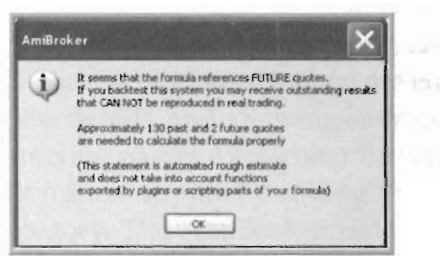 AmiBroker
It seems that the formula references FUTURE quotes.
If you backtest this system you may receive outstanding results
that CAN NOT be reproduced in real trading.
Approximately 130 past and 2 future quotes
are needed to calculate the formula properly
(This statement is automated rough estimate
and does not take into account functions
exported by plugins or scripting parts of your formula)
OK